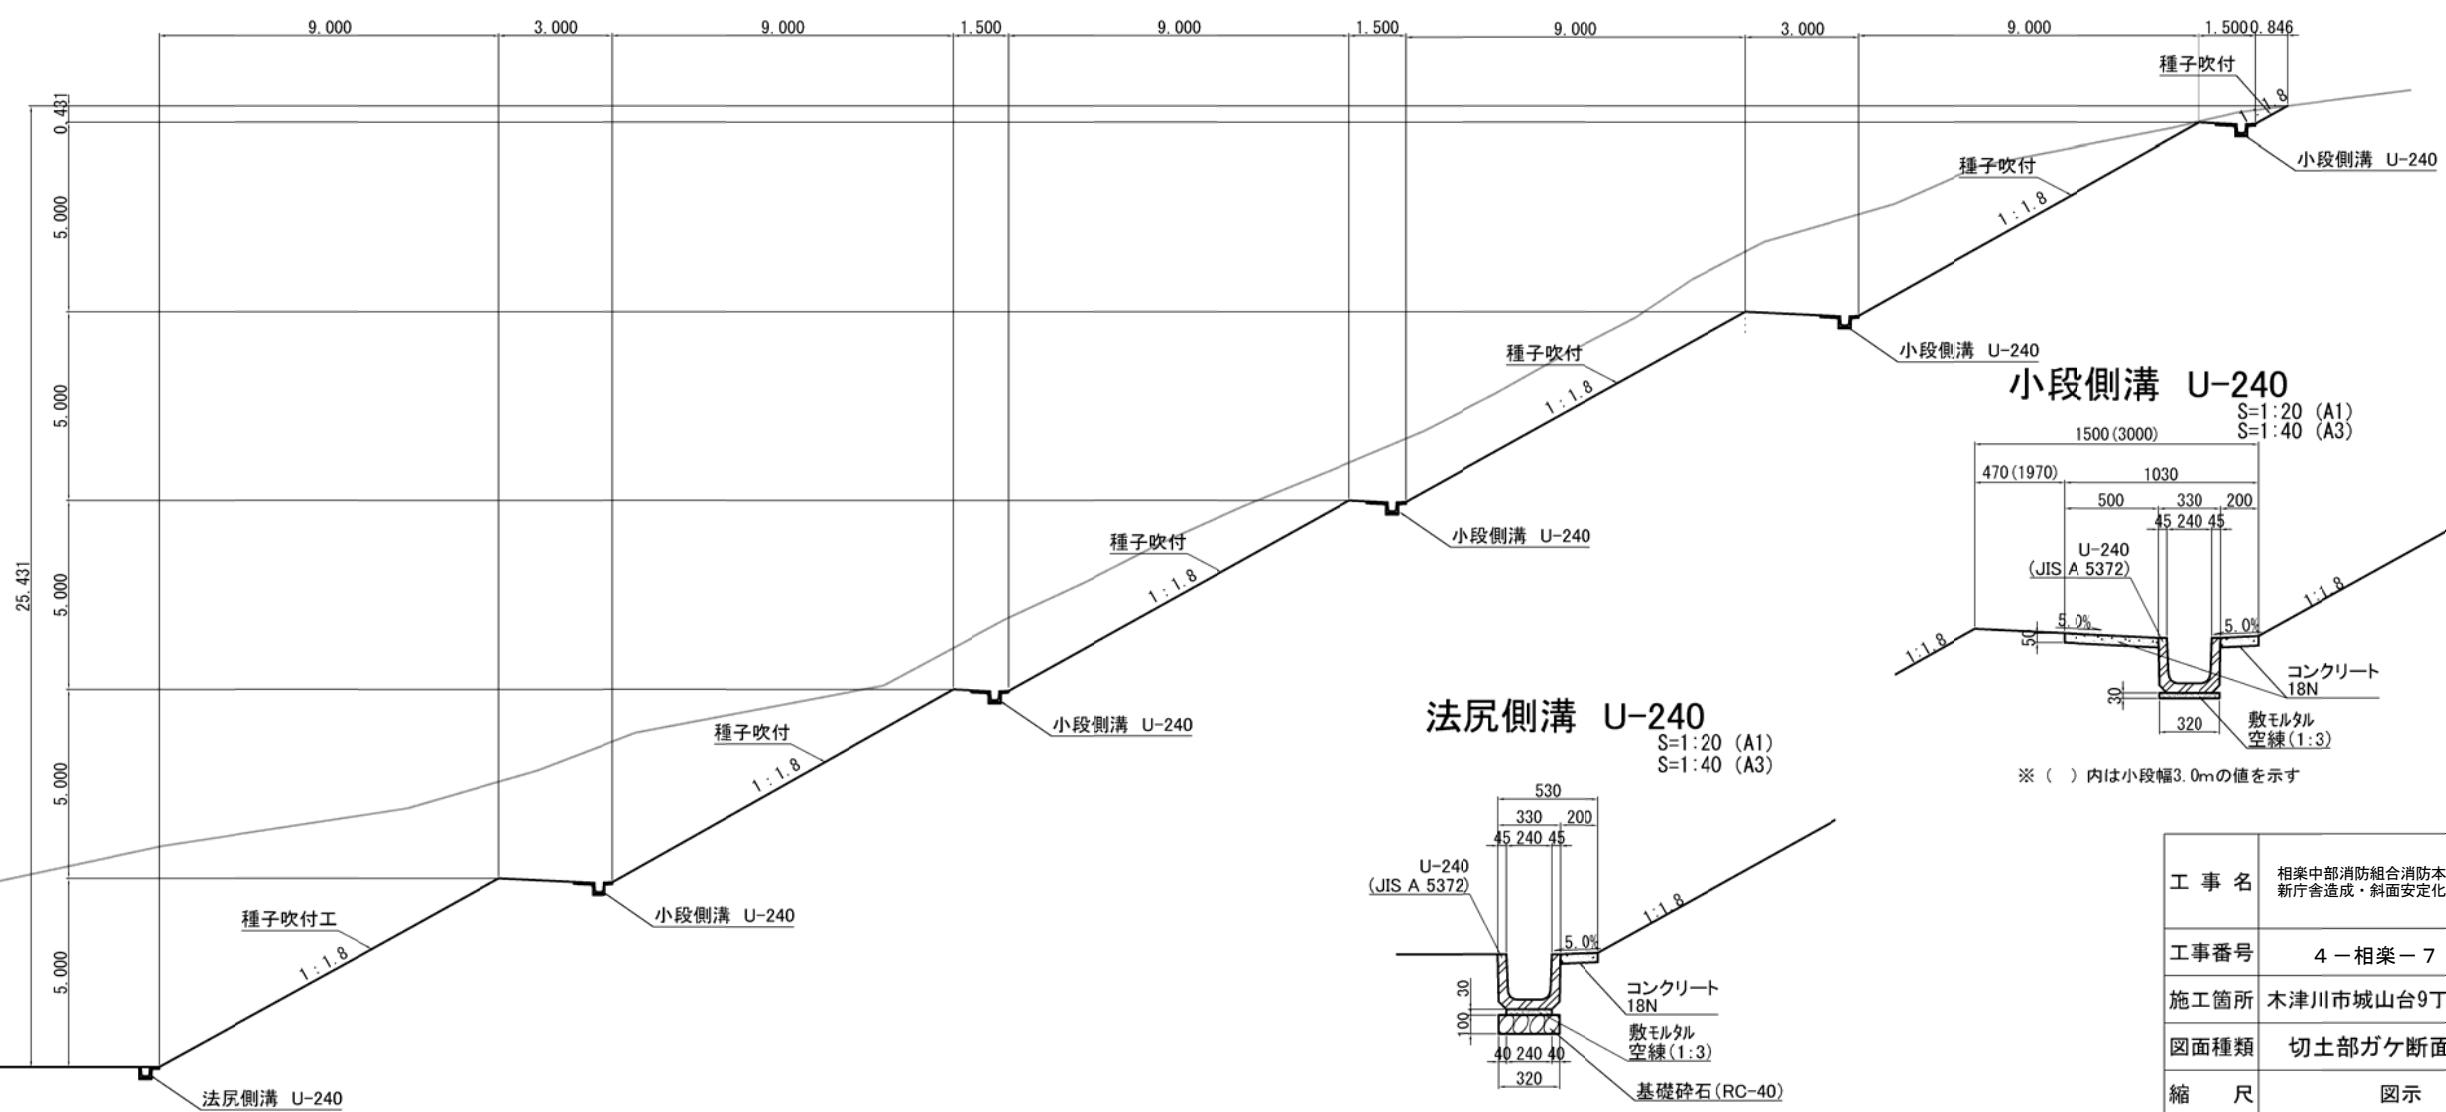 9.000
3.000
9.000
1.500
9.000
1.500
9.000
3.000
9.000
1.500
0.846
種子吹付
1:1.8
小段側溝 U-240
0.431
5.000
種子吹付
1:1.8
小段側溝 U-240
5.000
種子吹付
1:1.8
小段側溝 U-240
25.431
5.000
種子吹付
1:1.8
小段側溝 U-240
5.000
種子吹付
1:1.8
小段側溝 U-240
5.000
種子吹付工
1:1.8
法尻側溝 U-240
小段側溝 U-240
S=1:20 (A1)
S=1:40 (A3)
1500(3000)
470(1970)
1030
500
330
200
45
240
45
U-240
(JIS A 5372)
5.0%
5.0%
1:1.8
1:1.8
50
30
コンクリート
18N
320
敷モルタル
空練(1:3)
※( )内は小段幅3.0mの値を示す
法尻側溝 U-240
S=1:20 (A1)
S=1:40 (A3)
530
330
200
45
240
45
U-240
(JIS A 5372)
5.0%
1:1.8
30
100
コンクリート
18N
敷モルタル
空練(1:3)
40
240
40
320
基礎砕石(RC-40)
工事名
相楽中部消防組合消防本
新庁舎造成・斜面安定化
工事番号
4-相楽-7
施工箇所
木津川市城山台9丁
図面種類
切土部ガケ断面
縮尺
図示